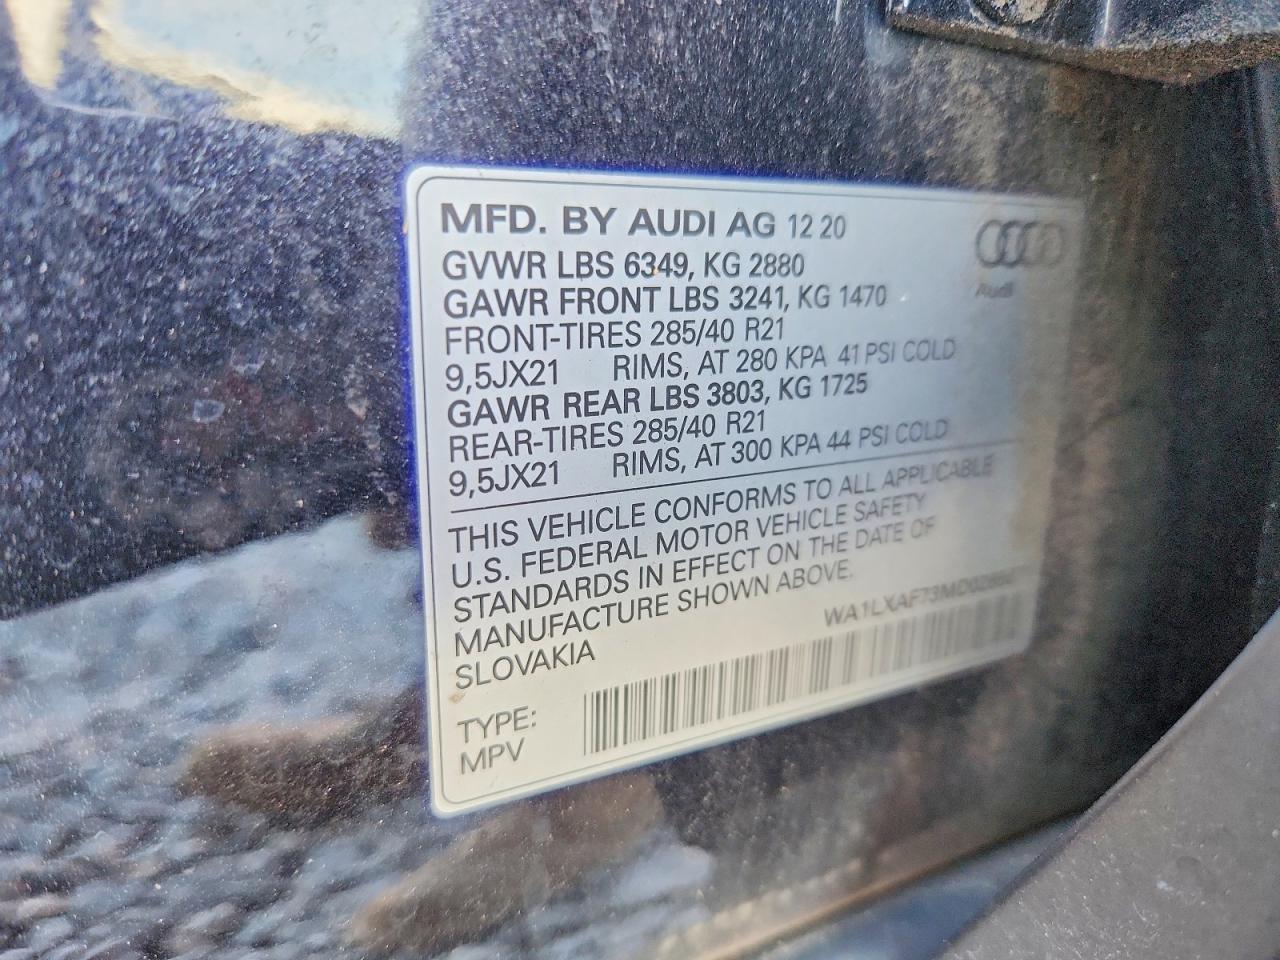 MFD. BY AUDI AG 12 20
GVWR LBS 6349, KG 2880
GAWR FRONT LBS 3241, KG 1470
FRONT-TIRES 285/40 R21
9,5JX21 RIMS, AT 280 KPA 41 PSI COLD
GAWR REAR LBS 3803, KG 1725
REAR-TIRES 285/40 R21
9,5JX21 RIMS, AT 300 KPA 44 PSI COLD
Audi
THIS VEHICLE CONFORMS TO ALL APPLICABLE
U.S. FEDERAL MOTOR VEHICLE SAFETY
STANDARDS IN EFFECT ON THE DATE OF
MANUFACTURE SHOWN ABOVE.
SLOVAKIA
TYPE:
MPV